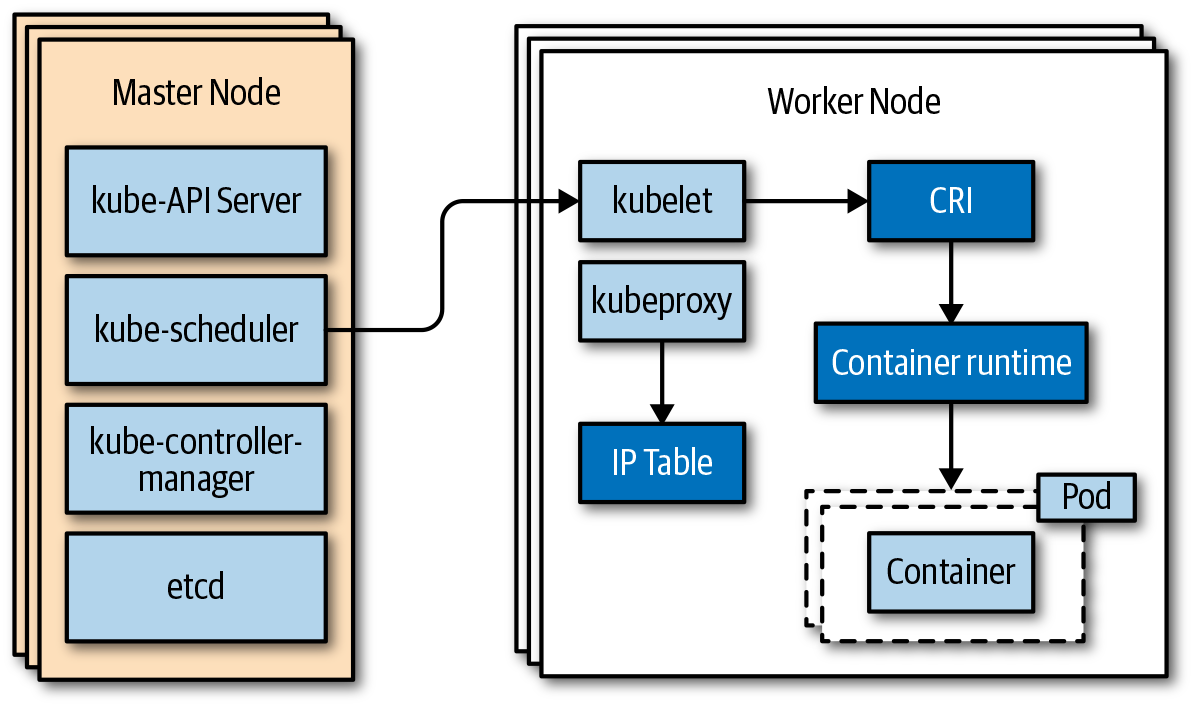 Master Node
kube-API Server
kube-scheduler
kube-controller-
manager
etcd
Worker Node
kubelet
CRI
kubeproxy
Container runtime
IP Table
Pod
Container